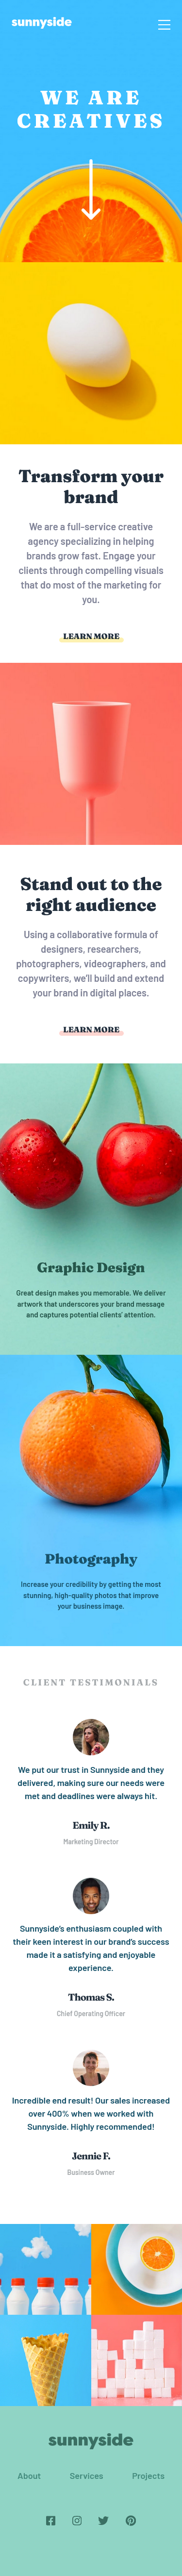 sunnyside
WE ARE
CREATIVES
Transform your
brand
We are a full-service creative
agency specializing in helping
brands grow fast. Engage your
clients through compelling visuals
that do most of the marketing for
you.
LEARN MORE
Stand out to the
right audience
Using a collaborative formula of
designers, researchers,
photographers, videographers, and
copywriters, we'll build and extend
your brand in digital places.
LEARN MORE
Graphic Design
Great design makes you memorable. We deliver
artwork that underscores your brand message
and captures potential clients' attention.
Photography
Increase your credibility by getting the most
stunning, high-quality photos that improve
your business image.
CLIENT TESTIMONIALS
We put our trust in Sunnyside and they
delivered, making sure our needs were
met and deadlines were always hit.
Emily R.
Marketing Director
Sunnyside's enthusiasm coupled with
their keen interest in our brand's success
made it a satisfying and enjoyable
experience.
Thomas S.
Chief Operating Officer
Incredible end result! Our sales increased
over 400% when we worked with
Sunnyside. Highly recommended!
Jennie F.
Business Owner
sunnyside
About Services Projects